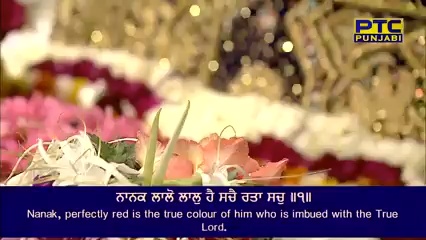 PTC
PUNJABI
ਨਾਨਕ ਲਾਲੋ ਲਾਲੁ ਹੈ ਸਚੈ ਰਤਾ ਸਚੁ ॥੧॥
Nanak, perfectly red is the true colour of him who is imbued with the True
Lord.